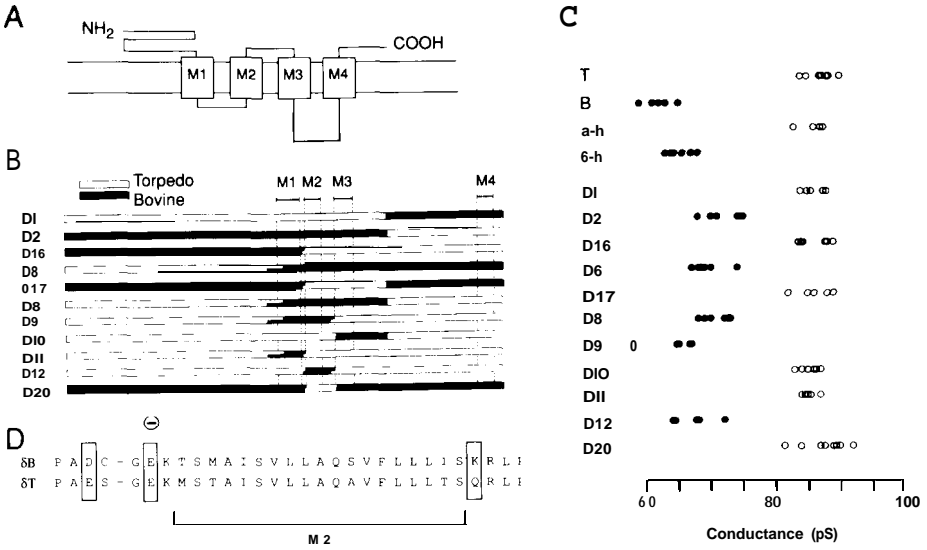 A
NH2
COOH
M1
M2
M3
M4
B
Torpedo
Bovine
M1
M2
M3
M4
DI
D2
D16
D8
017
D8
D9
DI0
DII
D12
D20
D
δB P A D C - G E K T S M A I S V L L A Q S V F L L L I S K R L
δT P A E S - G E K M S T A I S V L L A Q A V F L L L T S Q R L
M 2
C
T
B
a-h
6-h
DI
D2
D16
D6
D17
D8
D9 0
DIO
DII
D12
D20
60
80
100
Conductance (pS)